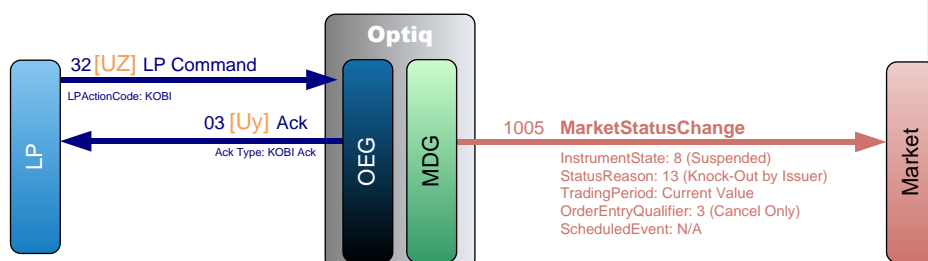 Optiq
32 [UZ] LP Command
LPActionCode: KOBI
03 [Uy] Ack
Ack Type: KOBI Ack
LP
OEG
MDG
1005 MarketStatusChange
InstrumentState: 8 (Suspended)
StatusReason: 13 (Knock-Out by Issuer)
TradingPeriod: Current Value
OrderEntryQualifier: 3 (Cancel Only)
ScheduledEvent: N/A
Market